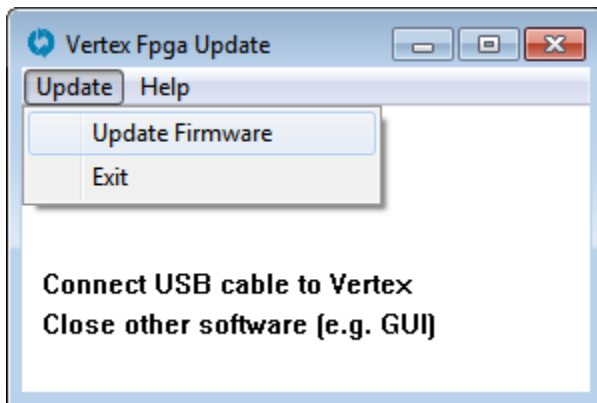 Vertex Fpga Update
Update Help
Update Firmware
Exit
Connect USB cable to Vertex
Close other software (e.g. GUI)